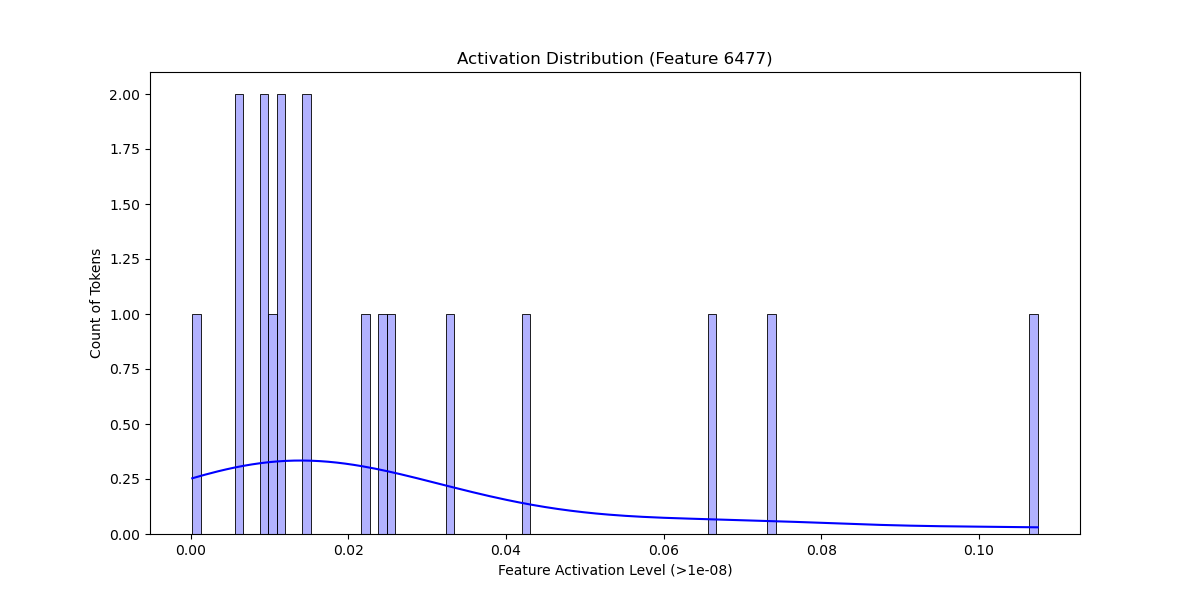 Activation Distribution (Feature 6477)
2.00
1.75
1.50
1.25
1.00
0.75
0.50
0.25
0.00
Count of Tokens
0.00 0.02 0.04 0.06 0.08 0.10
Feature Activation Level (>1e-08)